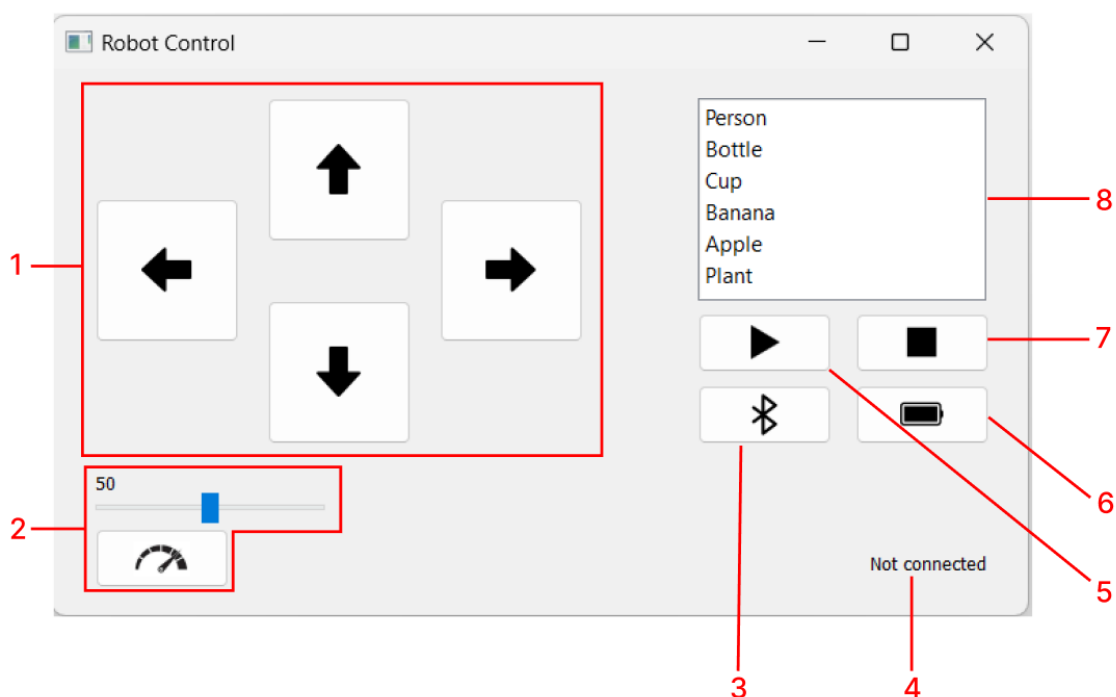 Robot Control
Person
Bottle
Cup
8
Banana
1
Apple
Plant
7
50
6
2
Not connected
5
3
4